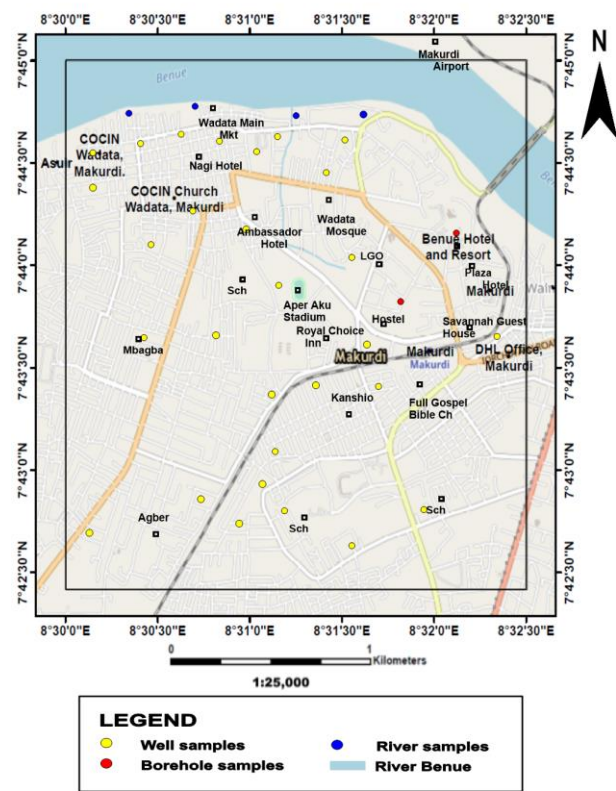 8°30'0"E
8°30'30"E
8°31'0"E
8°31'30"E
8°32'0"E
8°32'30"E
N
7°45'0"N
7°45'0"N
Makurdi
Airport
Benue
Wadata Main
Mkt
COCIN
Wadata,
Makurdi.
Nagi Hotel
7°44'30"N
7°44'30"N
COCIN Church
Wadata, Makurdi
Wadata
Mosque
Ambassador
Hotel
Benue Hotel
and Resort
LGO
7°44'0"N
7°44'0"N
Plaza
Hotel
Makurdi
Sch
Aper Aku
Stadium
Hostel
Savannah Guest
House
Royal Choice
Inn
Mbagba
Makurdi
Makurdi
Makurdi
DHL Office,
Makurdi
7°43'30"N
7°43'30"N
Kanshio
Full Gospel
Bible Ch
7°43'0"N
7°43'0"N
Sch
Agber
Sch
7°42'30"N
7°42'30"N
8°30'0"E
8°30'30"E
8°31'0"E
8°31'30"E
8°32'0"E
8°32'30"E
0
1
Kilometers
1:25,000
LEGEND
Well samples
River samples
Borehole samples
River Benue